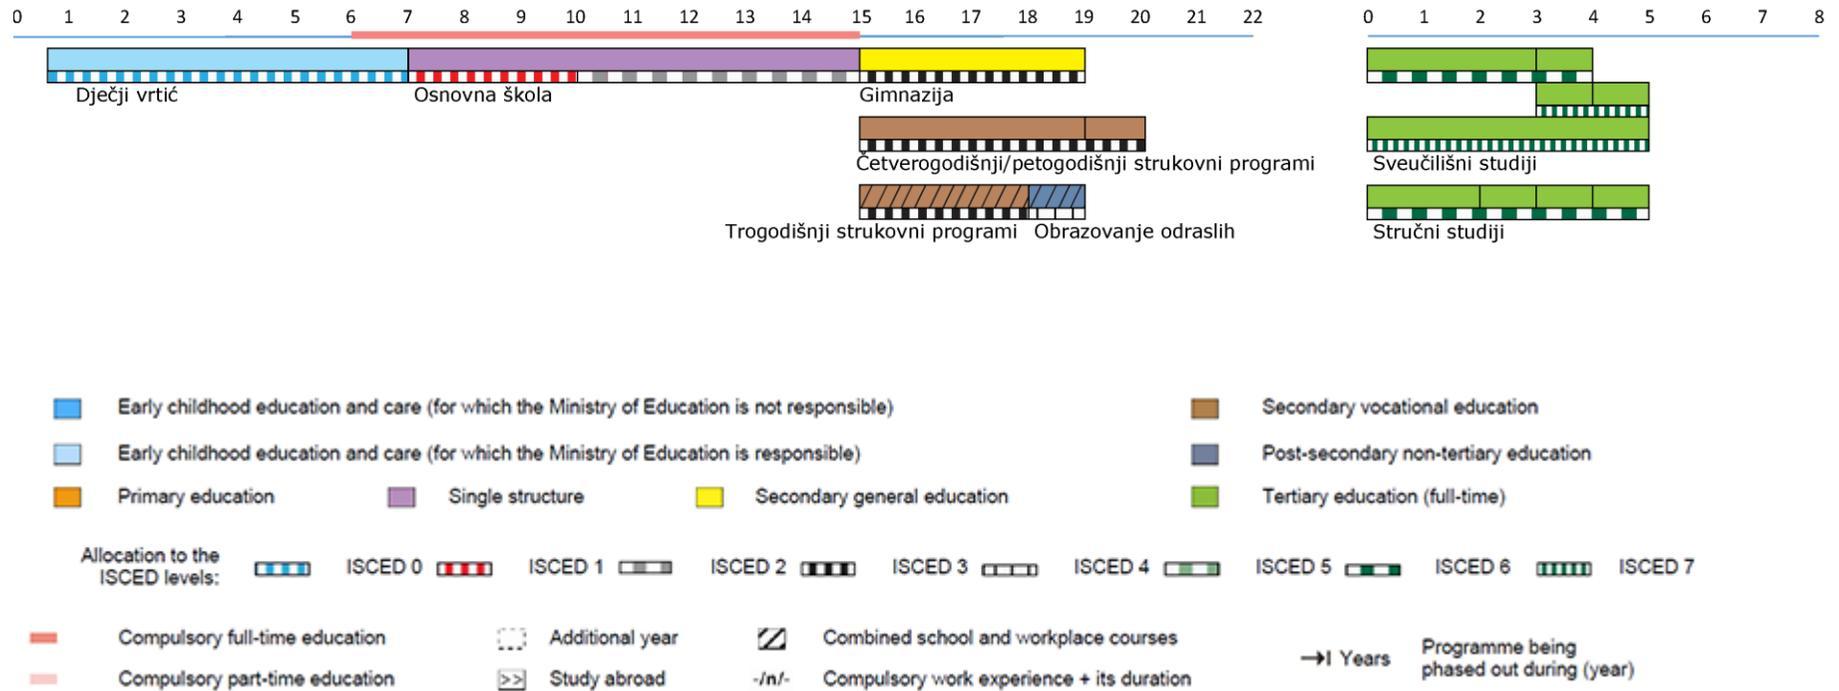 0 1 2 3 4 5 6 7 8 9 10 11 12 13 14 15 16 17 18 19 20 21 22 0 1 2 3 4 5 6 7 8
Dječji vrtić Osnovna škola Gimnazija
Četverogodišnji/petogodišnji strukovni programi Sveučilišni studiji
Trogodišnji strukovni programi Obrazovanje odraslih Stručni studiji
Early childhood education and care (for which the Ministry of Education is not responsible) Secondary vocational education
Early childhood education and care (for which the Ministry of Education is responsible) Post-secondary non-tertiary education
Primary education Single structure Secondary general education Tertiary education (full-time)
Allocation to the
ISCED levels: ISCED 0 ISCED 1 ISCED 2 ISCED 3 ISCED 4 ISCED 5 ISCED 6 ISCED 7
Compulsory full-time education Additional year Combined school and workplace courses
Compulsory part-time education >> Study abroad -/n/- Compulsory work experience + its duration
Years Programme being
phased out during (year)